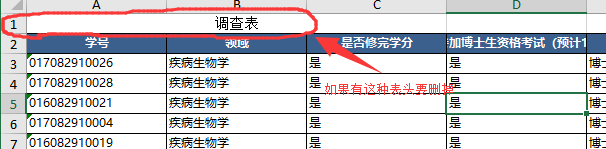 A B C D
1 调查表
2 学号 领域 是否修完学分 加博士生资格考试（预计1
3 017082910026 疾病生物学 是 是 博士
4 017082910028 疾病生物学 是 是 博士
如果有这种表头要删掉
5 016082910021 疾病生物学 是 是 博士
6 017082910004 疾病生物学 是 是 博士
7 016082910019 疾病生物学 是 是 博士